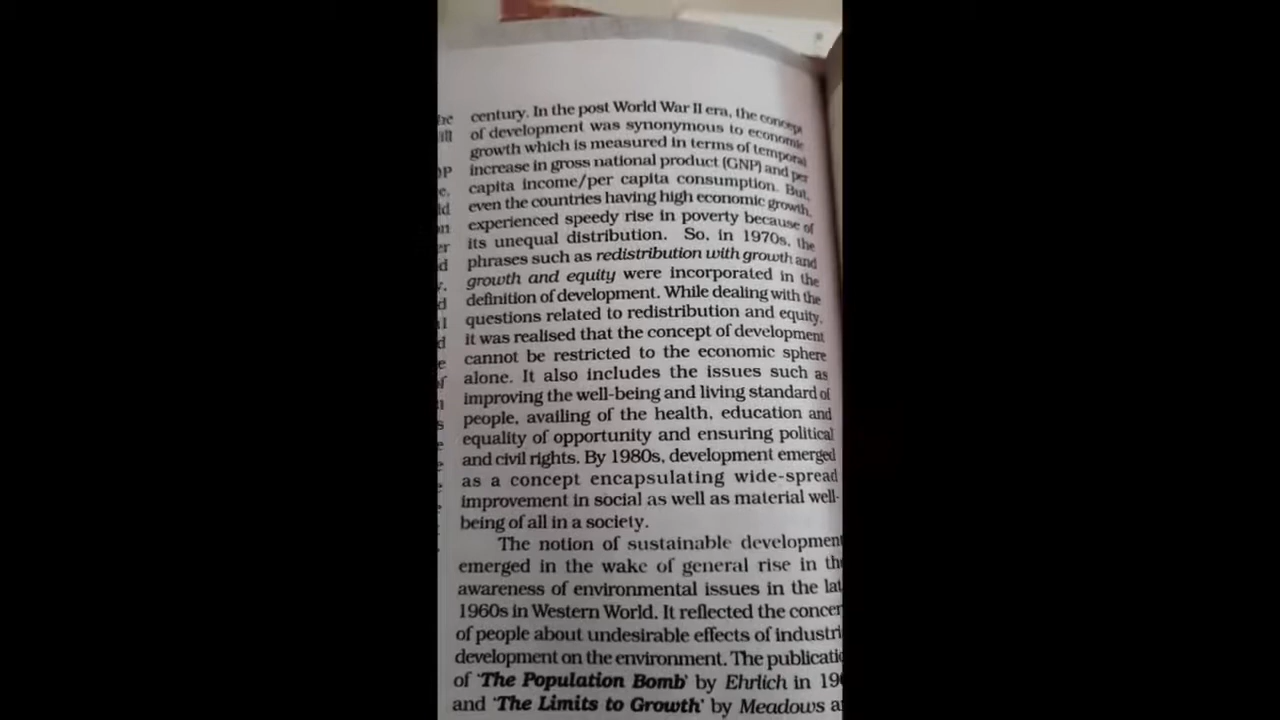 century. In the post World War II era, the concept
of development was synonymous to economic
growth which is measured in terms of temporal
increase in gross national product (GNP) and per
capita income/per capita consumption. But,
even the countries having high economic growth,
experienced speedy rise in poverty because of
its unequal distribution. So, in 1970s, the
phrases such as redistribution with growth and
growth and equity were incorporated in the
definition of development. While dealing with the
questions related to redistribution and equity,
it was realised that the concept of development
cannot be restricted to the economic sphere
alone. It also includes the issues such as
improving the well-being and living standard of
people, availing of the health, education and
equality of opportunity and ensuring political
and civil rights. By 1980s, development emerged
as a concept encapsulating wide-spread
improvement in social as well as material well-
being of all in a society.
The notion of sustainable development
emerged in the wake of general rise in the
awareness of environmental issues in the
1960s in Western World. It reflected the
of people about undesirable effects of
development on the environment. The
of 'The Population Bomb' by Ehrlich in
and 'The Limits to Growth' by Meadows